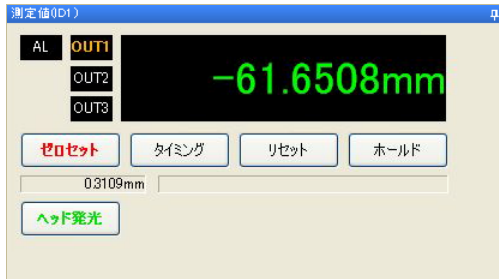 測定値(ID1)
AL OUT1
OUT2
OUT3
-61.6508mm
ゼロセット タイミング リセット ホールド
0.3109mm
ヘッド発光